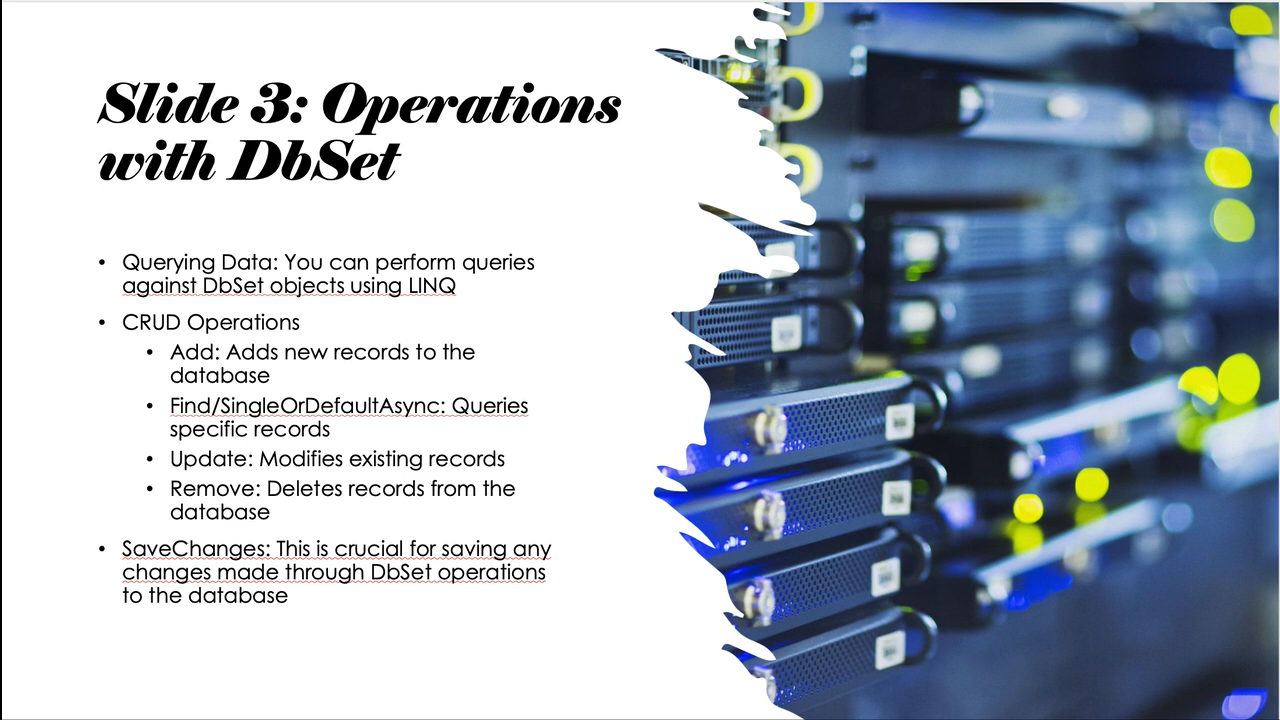 Slide 3: Operations
with DbSet
• Querying Data: You can perform queries
against DbSet objects using LINQ
• CRUD Operations
• Add: Adds new records to the
database
• Find/SingleOrDefaultAsync: Queries
specific records
• Update: Modifies existing records
• Remove: Deletes records from the
database
• SaveChanges: This is crucial for saving any
changes made through DbSet operations
to the database